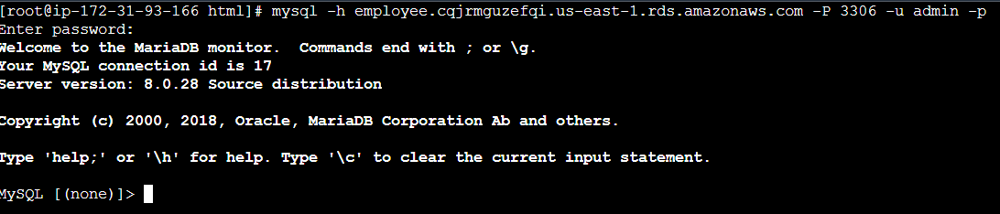 [root@ip-172-31-93-166 html]# mysql -h employee.cqjrmguzefqi.us-east-1.rds.amazonaws.com -P 3306 -u admin -p
Enter password:
Welcome to the MariaDB monitor.  Commands end with ; or \g.
Your MySQL connection id is 17
Server version: 8.0.28 Source distribution
Copyright (c) 2000, 2018, Oracle, MariaDB Corporation Ab and others.
Type 'help;' or '\h' for help. Type '\c' to clear the current input statement.
MySQL [(none)]>